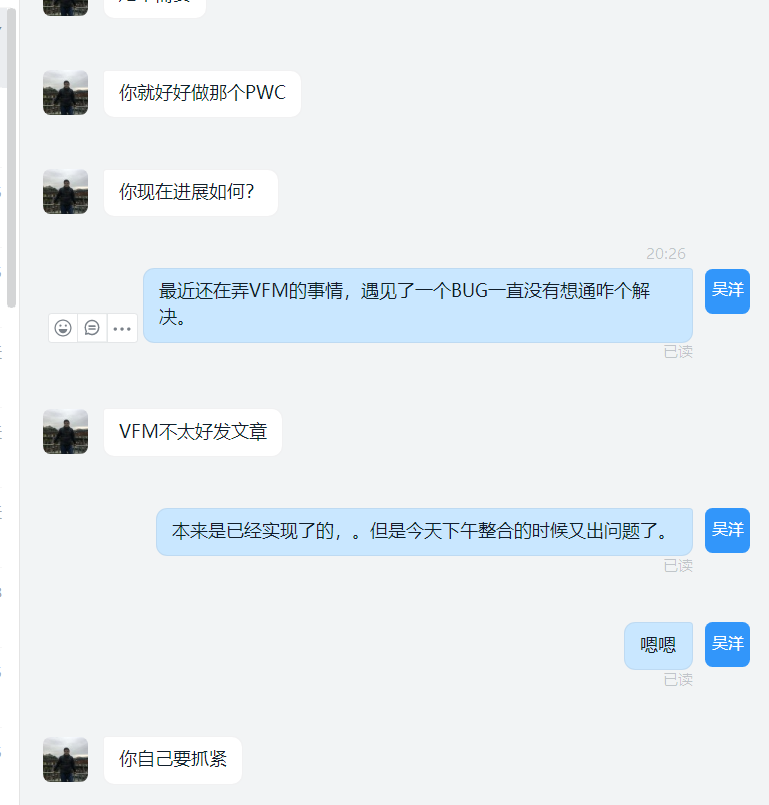 你就好好做那个PWC
你现在进展如何？
20:26
最近还在弄VFM的事情，遇见了一个BUG一直没有想通咋个解
决。
吴洋
已读
VFM不太好发文章
本来是已经实现了的，。但是今天下午整合的时候又出问题了。
吴洋
已读
嗯嗯
吴洋
已读
你自己要抓紧